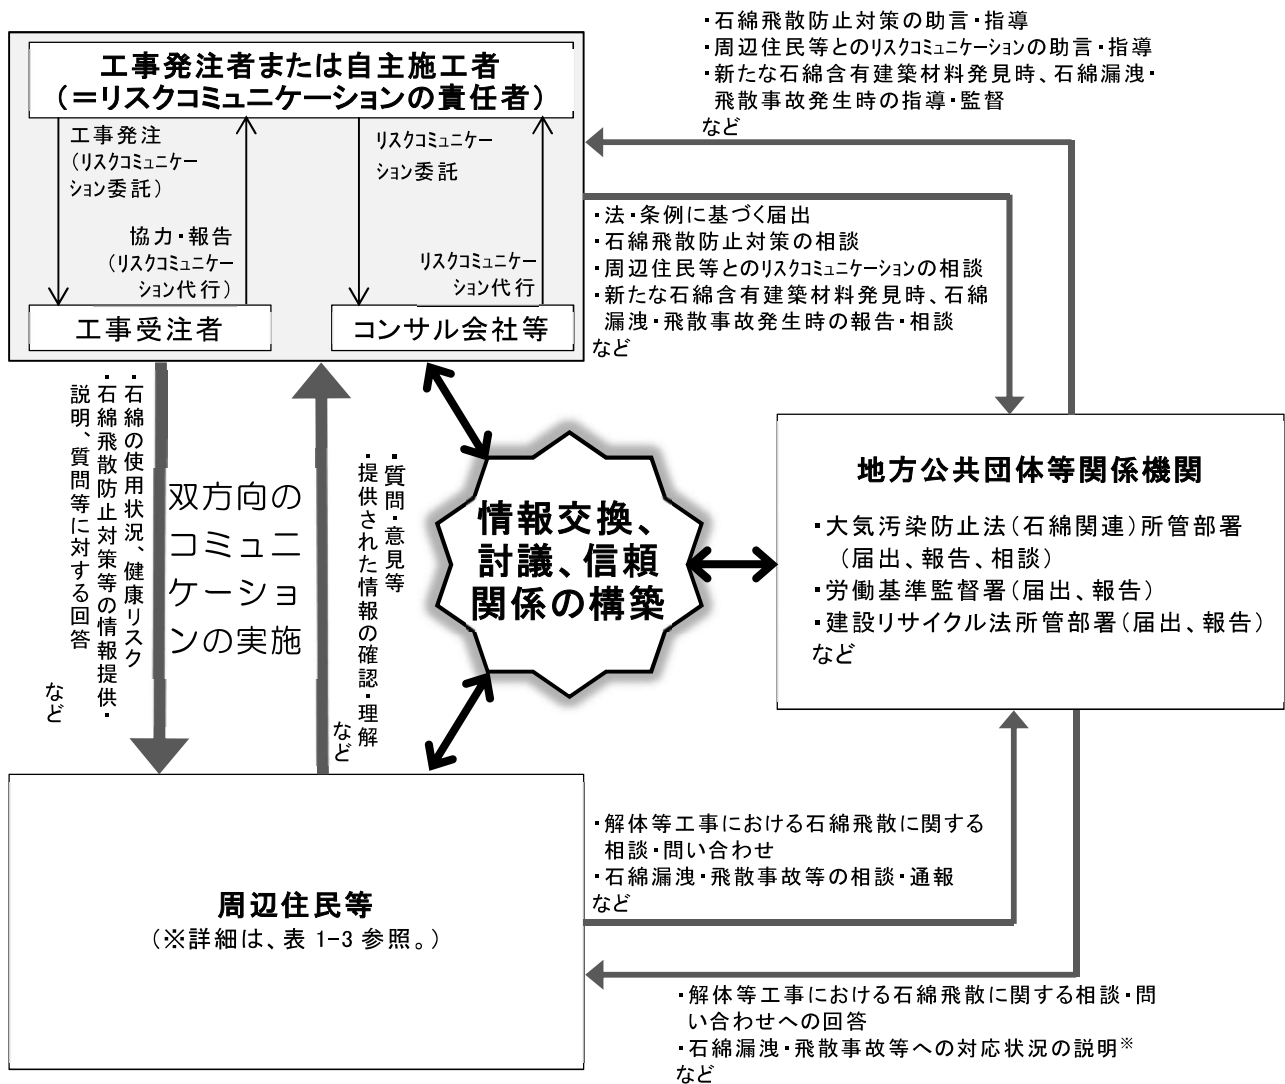 ・石綿飛散防止対策の助言・指導
・周辺住民等とのリスクコミュニケーションの助言・指導
・新たな石綿含有建築材料発見時、石綿漏洩・
飛散事故発生時の指導・監督
など
工事発注者または自主施工者
(＝リスクコミュニケーションの責任者)
工事発注
(リスクコミュニケー
ション委託)
リスクコミュニケー
ション委託
協力・報告
(リスクコミュニケー
ション代行)
リスクコミュニケー
ション代行
工事受注者
コンサル会社等
・法・条例に基づく届出
・石綿飛散防止対策の相談
・周辺住民等とのリスクコミュニケーションの相談
・新たな石綿含有建築材料発見時、石綿
漏洩・飛散事故発生時の報告・相談
など
・石綿の使用状況、健康リスク
・石綿飛散防止対策等の情報提供・
説明、質問等に対する回答
など
双方向の
コミュニ
ケーショ
ンの実施
・質問・意見等
・提供された情報の確認・理解
など
情報交換、
討議、信頼
関係の構築
地方公共団体等関係機関
・大気汚染防止法(石綿関連)所管部署
(届出、報告、相談)
・労働基準監督署(届出、報告)
・建設リサイクル法所管部署(届出、報告)
など
周辺住民等
(※詳細は、表 1-3 参照。)
・解体等工事における石綿飛散に関する
相談・問い合わせ
・石綿漏洩・飛散事故等の相談・通報
など
・解体等工事における石綿飛散に関する相談・問
い合わせへの回答
・石綿漏洩・飛散事故等への対応状況の説明※
など